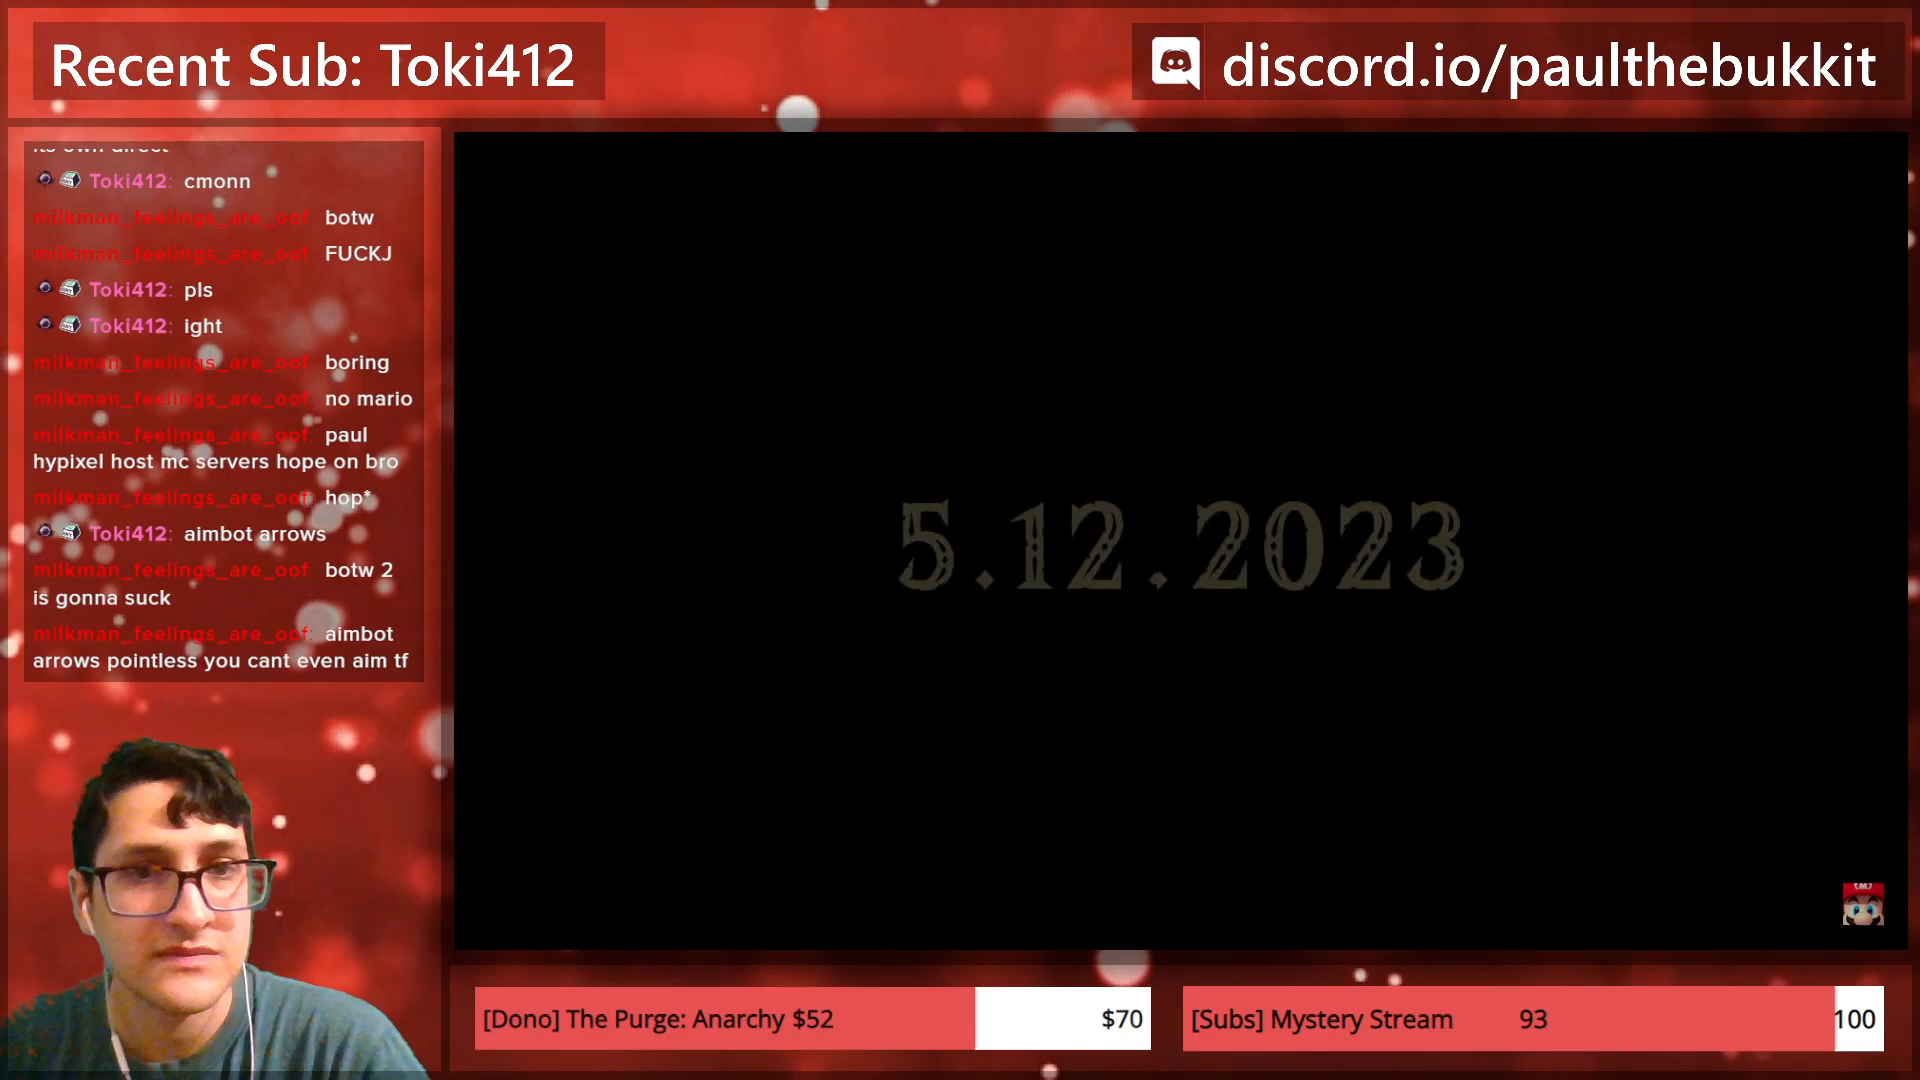 Recent Sub: Toki412
discord.io/paulthebukkit
its own direct
Toki412: cmonn
milkman_feelings_are_oof: botw
milkman_feelings_are_oof: FUCKJ
Toki412: pls
Toki412: ight
milkman_feelings_are_oof: boring
milkman_feelings_are_oof: no mario
milkman_feelings_are_oof: paul
hypixel host mc servers hope on bro
milkman_feelings_are_oof: hop*
Toki412: aimbot arrows
milkman_feelings_are_oof: botw 2
is gonna suck
milkman_feelings_are_oof: aimbot
arrows pointless you cant even aim tf
5.12.2023
[Dono] The Purge: Anarchy $52 $70
[Subs] Mystery Stream 93 100